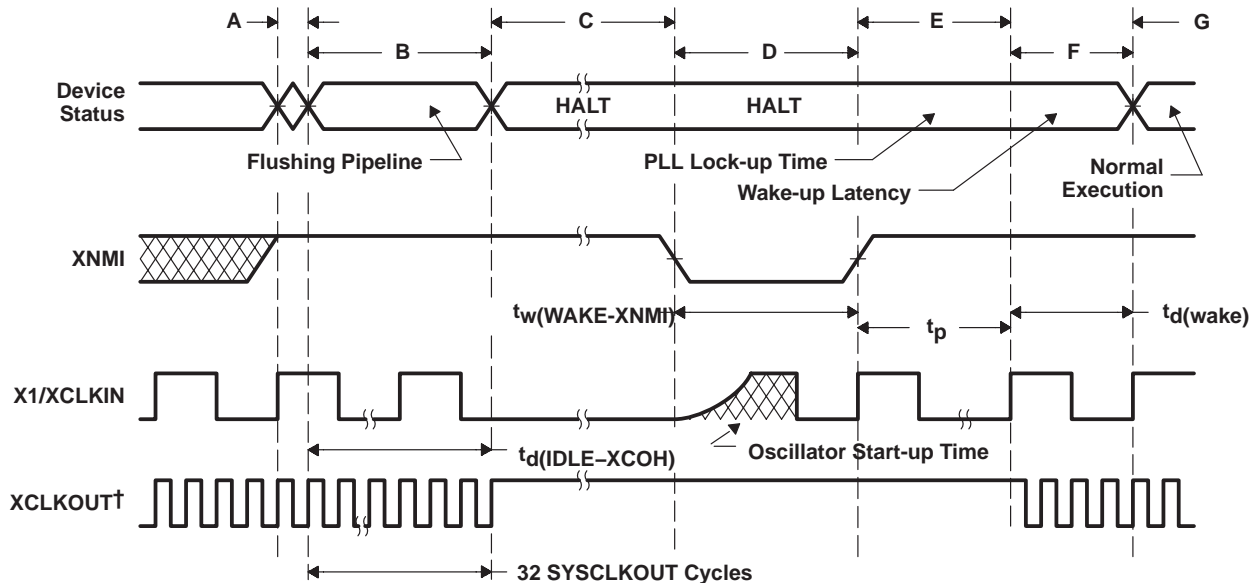 A
B
C
D
E
F
G
Device
Status
HALT
HALT
Flushing Pipeline
PLL Lock-up Time
Wake-up Latency
Normal
Execution
XNMI
tw(WAKE-XNMI)
tp
td(wake)
X1/XCLKIN
Oscillator Start-up Time
td(IDLE–XCOH)
XCLKOUT†
32 SYSCLKOUT Cycles